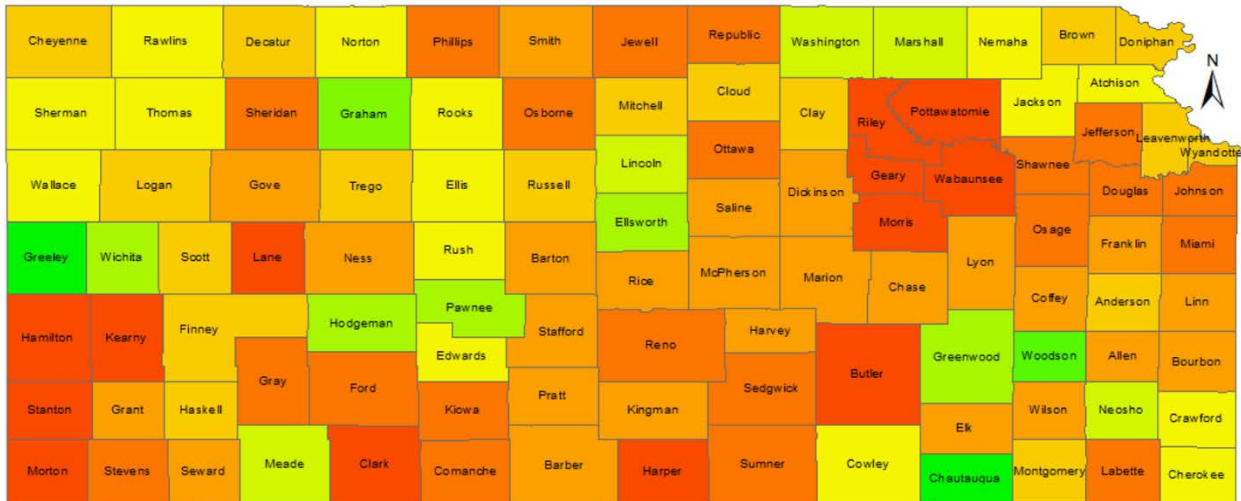 Cheyenne Rawlins Decatur Norton Phillips Smith Jewell Republic Washington Marshall Nemaha Brown Doniphan
N
Sherman Thomas Sheridan Graham Rooks Osborne Mitchell Cloud Clay Riley Pottawatomie Jackson Atchison
Jefferson Leavenworth Wyandotte
Wallace Logan Gove Trego Ellis Russell Lincoln Ottawa Dickinson Geary Wabaunsee Shawnee Douglas Johnson
Ellsworth Saline Morris Osage
Greeley Wichita Scott Lane Ness Rush Barton Rice McPherson Marion Chase Lyon Franklin Miami
Hamilton Kearny Finney Hodgeman Pawnee Stafford Reno Harvey Coffey Anderson Linn
Edwards Butler Greenwood Woodson Allen Bourbon
Gray Ford Kiowa Pratt Kingman Sedgwick
Stanton Grant Haskell Elk Wilson Neosho Crawford
Morton Stevens Seward Meade Clark Comanche Barber Harper Sumner Cowley Chautauqua Montgomery Labette Cherokee